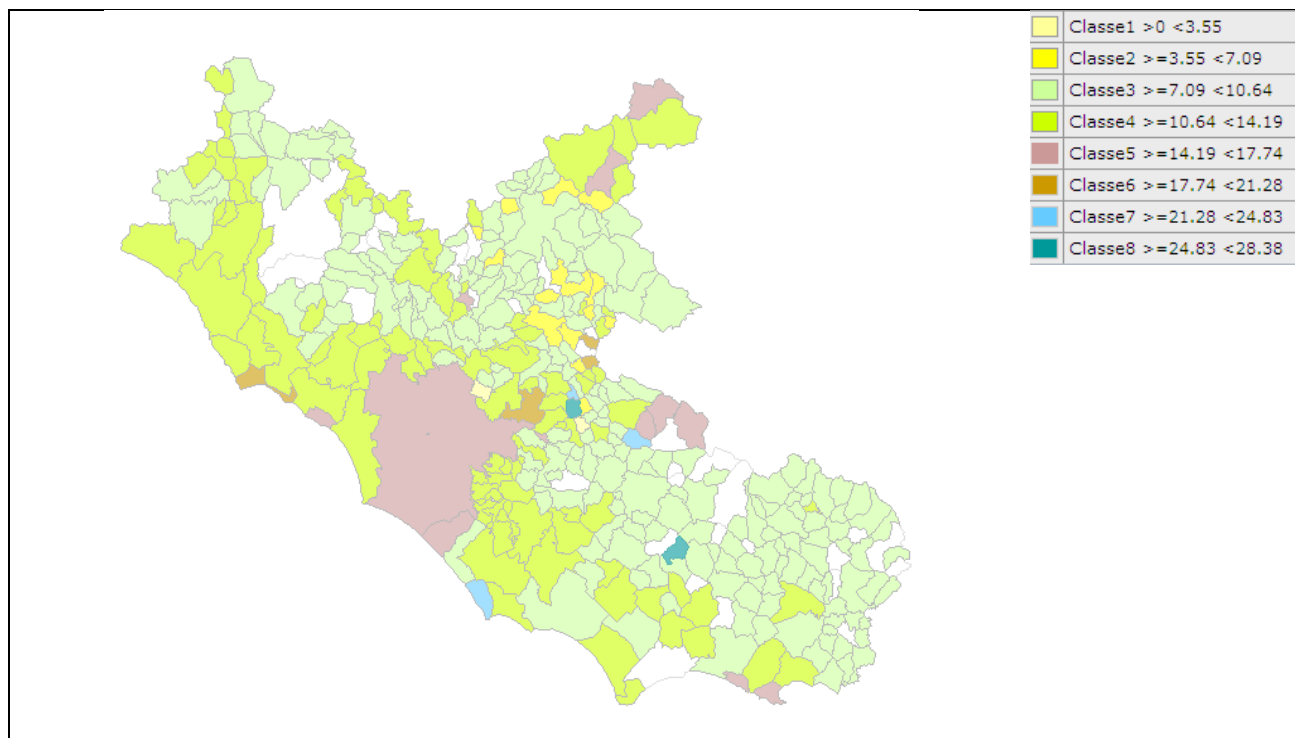 Classe1 >0 <3.55
Classe2 >=3.55 <7.09
Classe3 >=7.09 <10.64
Classe4 >=10.64 <14.19
Classe5 >=14.19 <17.74
Classe6 >=17.74 <21.28
Classe7 >=21.28 <24.83
Classe8 >=24.83 <28.38